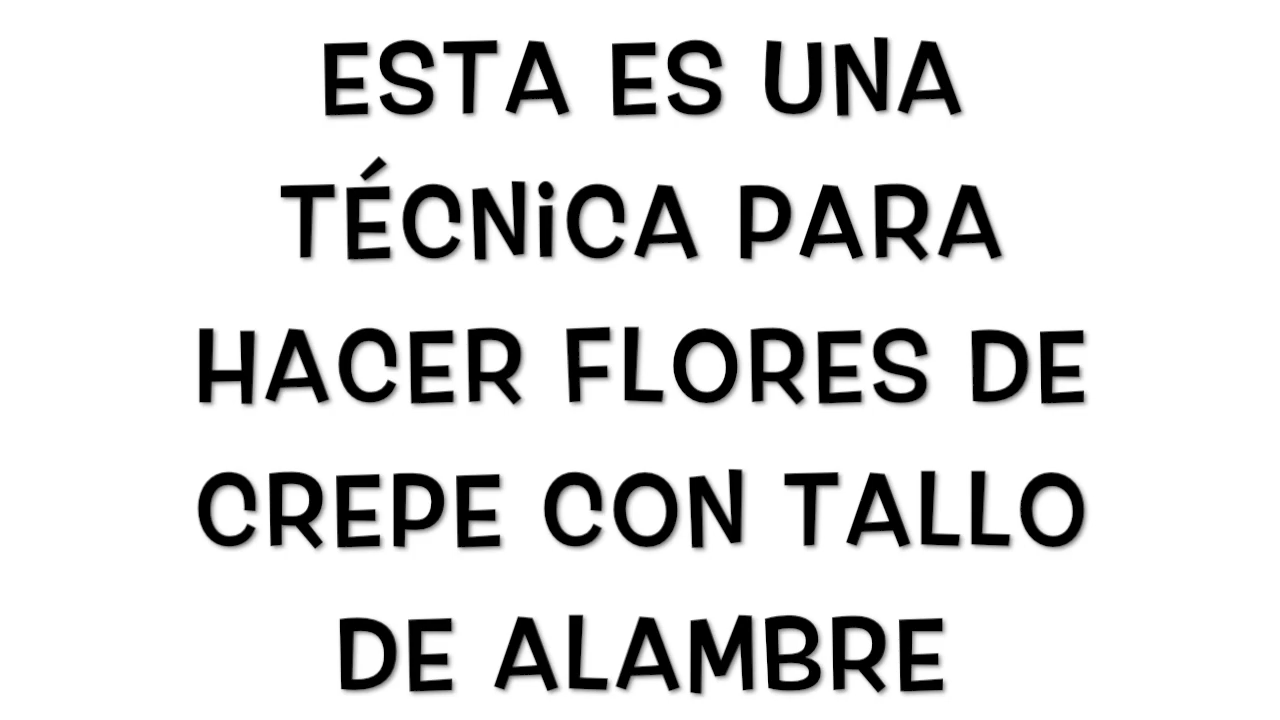 ESTA ES UNA
TÉCNiCA PARA
HACER FLORES DE
CREPE CON TALLO
DE ALAMBRE